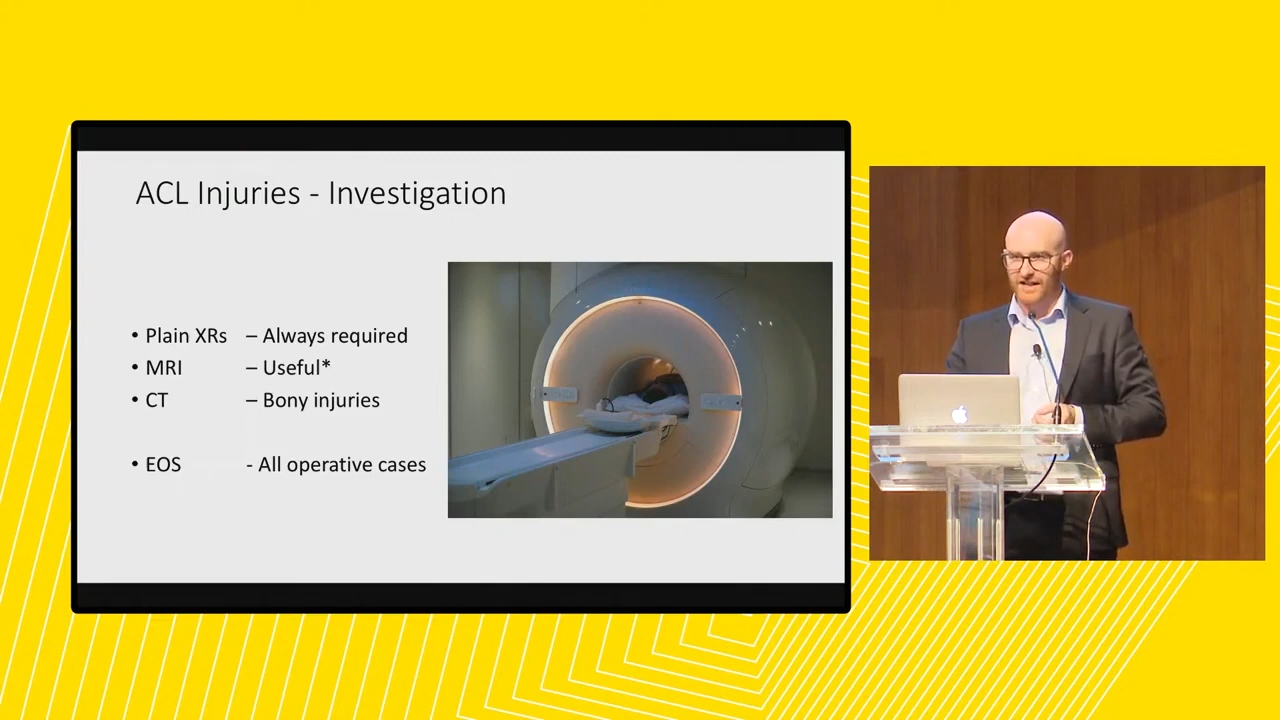 ACL Injuries - Investigation
• Plain XRs – Always required
• MRI – Useful*
• CT – Bony injuries
• EOS - All operative cases